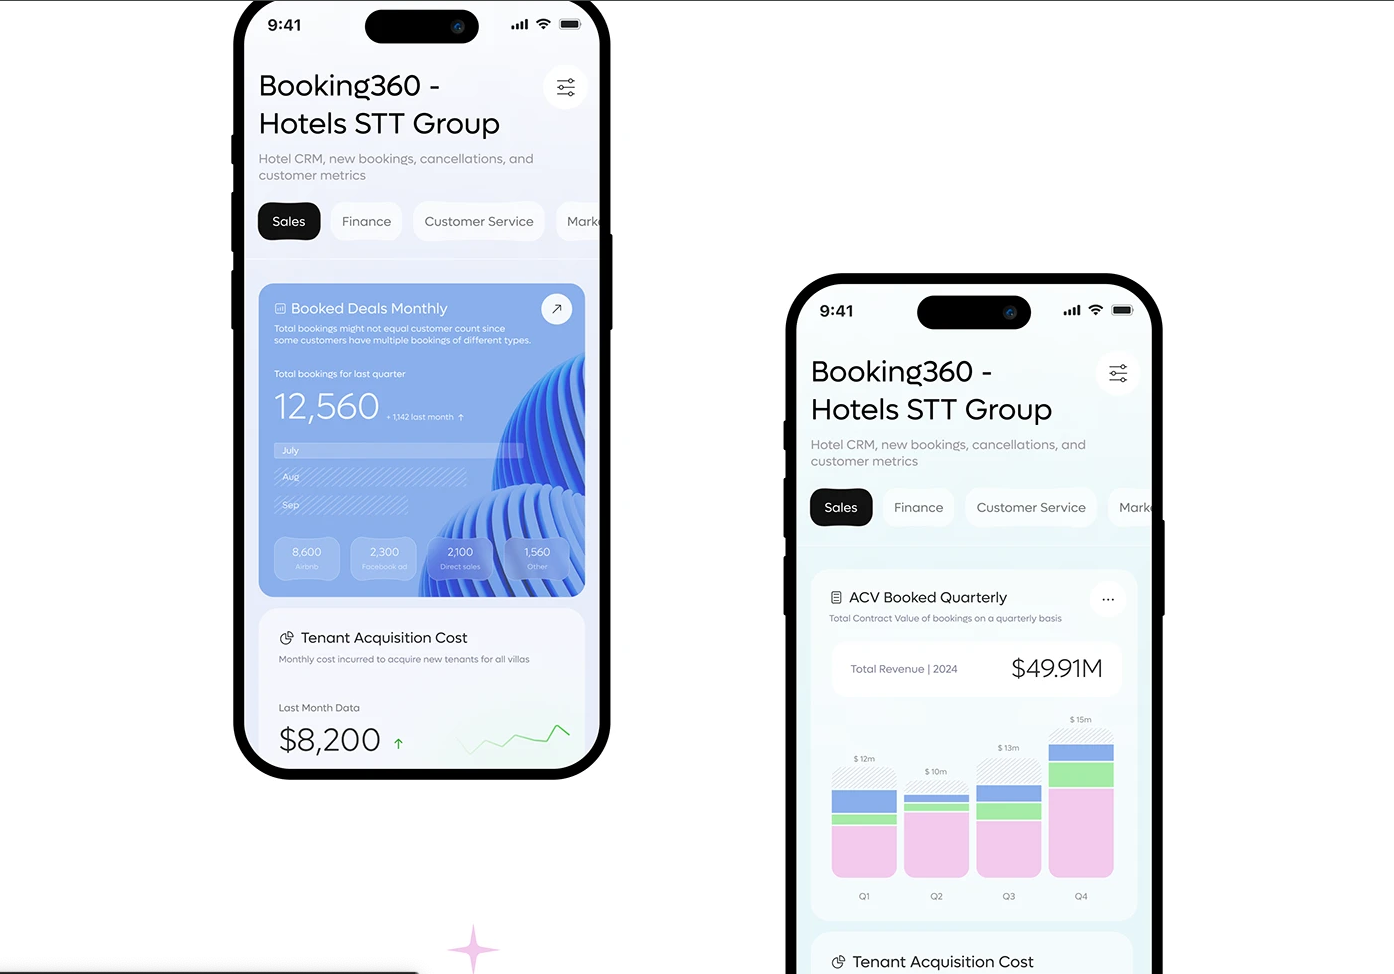 9:41
Booking360 -
Hotels STT Group
Hotel CRM, new bookings, cancellations, and
customer metrics
Sales
Finance
Customer Service
Marke
Booked Deals Monthly
Total bookings might not equal customer count since
some customers have multiple bookings of different types.
Total bookings for last quarter
12,560
+ 1,142 last month ↑
July
Aug
Sep
8,600
Airbnb
2,300
Facebook ad
2,100
Direct sales
1,560
Other
Tenant Acquisition Cost
Monthly cost incurred to acquire new tenants for all villas
Last Month Data
$8,200 ↑
9:41
Booking360 -
Hotels STT Group
Hotel CRM, new bookings, cancellations, and
customer metrics
Sales
Finance
Customer Service
Marke
ACV Booked Quarterly
Total Contract Value of bookings on a quarterly basis
Total Revenue | 2024
$49.91M
$ 12m
$ 10m
$ 13m
$ 15m
Q1
Q2
Q3
Q4
Tenant Acquisition Cost